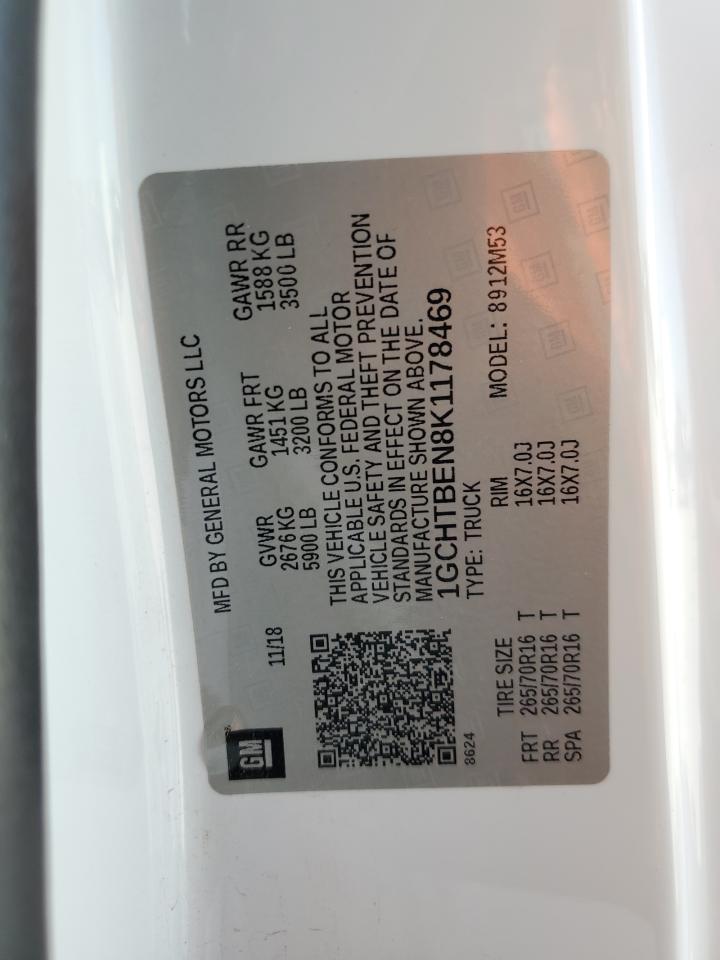 MFD BY GENERAL MOTORS LLC
GM
11/18
GVWR GAWR FRT GAWR RR
2676 KG 1451 KG 1588 KG
5900 LB 3200 LB 3500 LB
THIS VEHICLE CONFORMS TO ALL
APPLICABLE U.S. FEDERAL MOTOR
VEHICLE SAFETY AND THEFT PREVENTION
STANDARDS IN EFFECT ON THE DATE OF
MANUFACTURE SHOWN ABOVE.
1GCHTBEN8K1178469
8624
TYPE: TRUCK
TIRE SIZE RIM MODEL: 8912M53
FRT 265/70R16 T 16X7.0J
RR 265/70R16 T 16X7.0J
SPA 265/70R16 T 16X7.0J